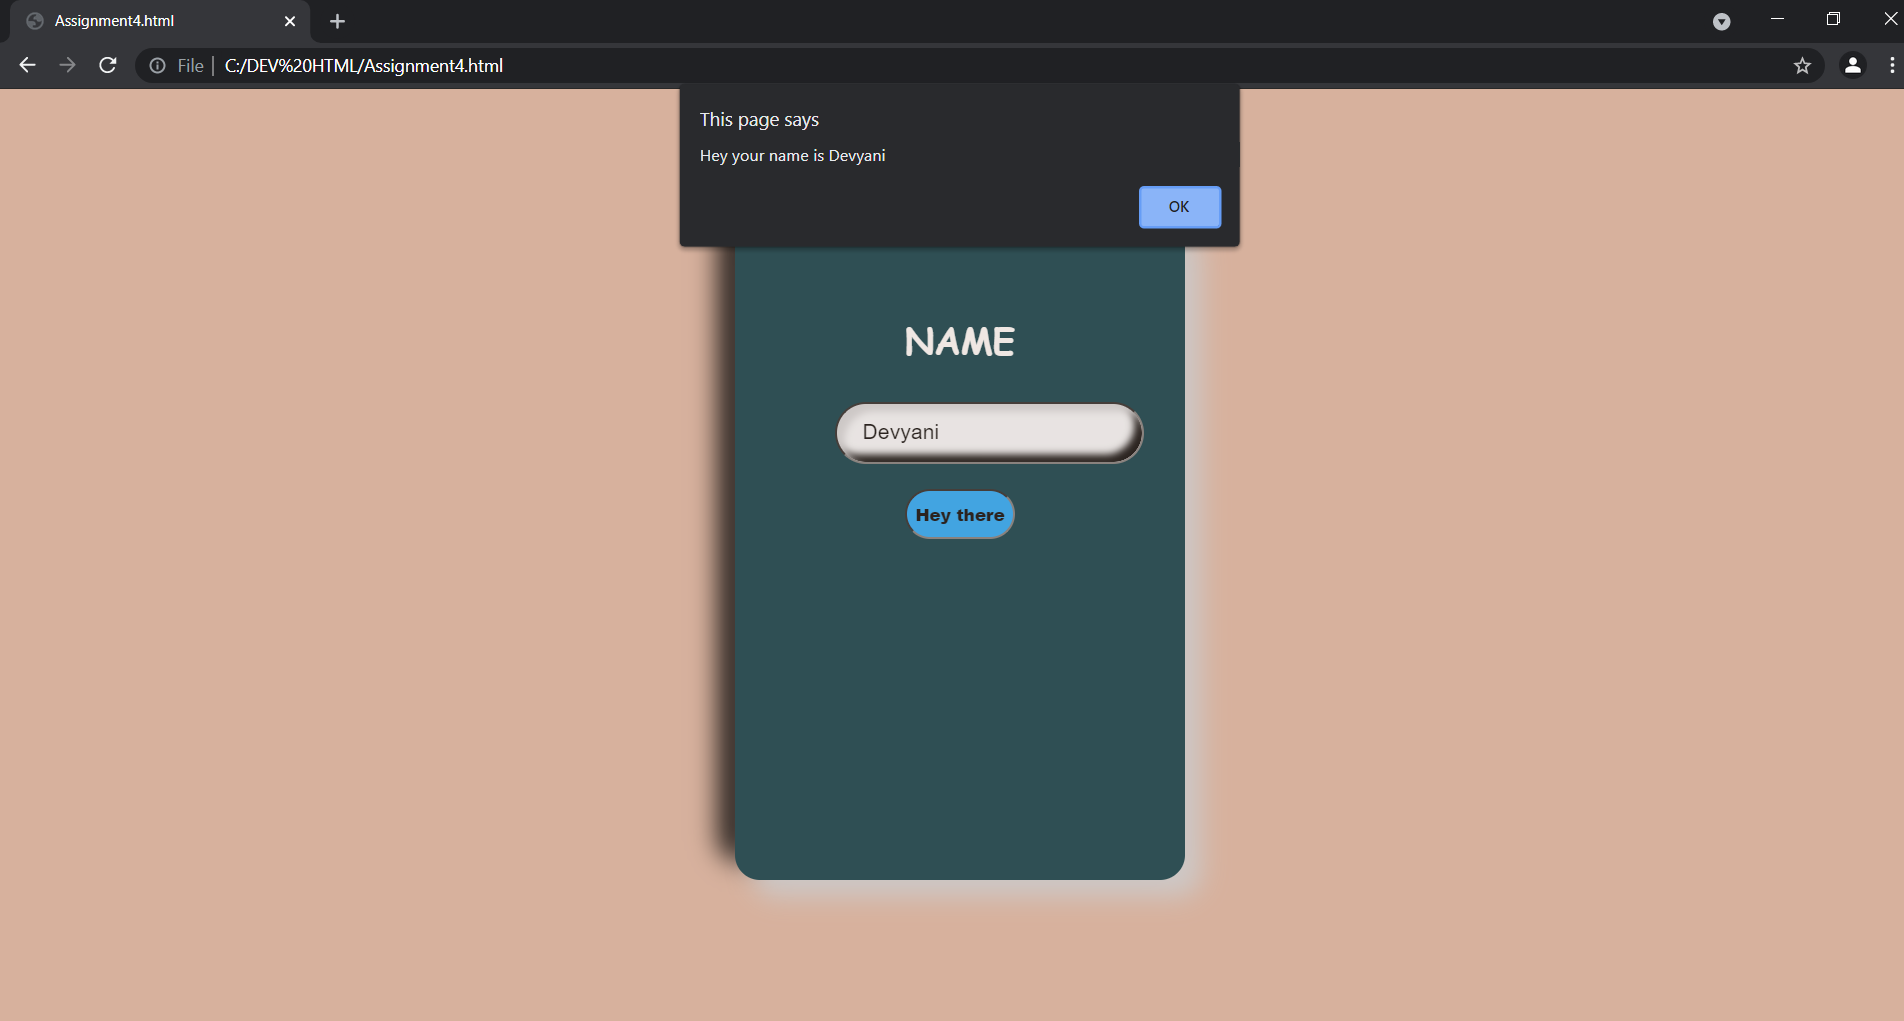 Assignment4.html
File C:/DEV%20HTML/Assignment4.html
This page says
Hey your name is Devyani
OK
NAME
Devyani
Hey there